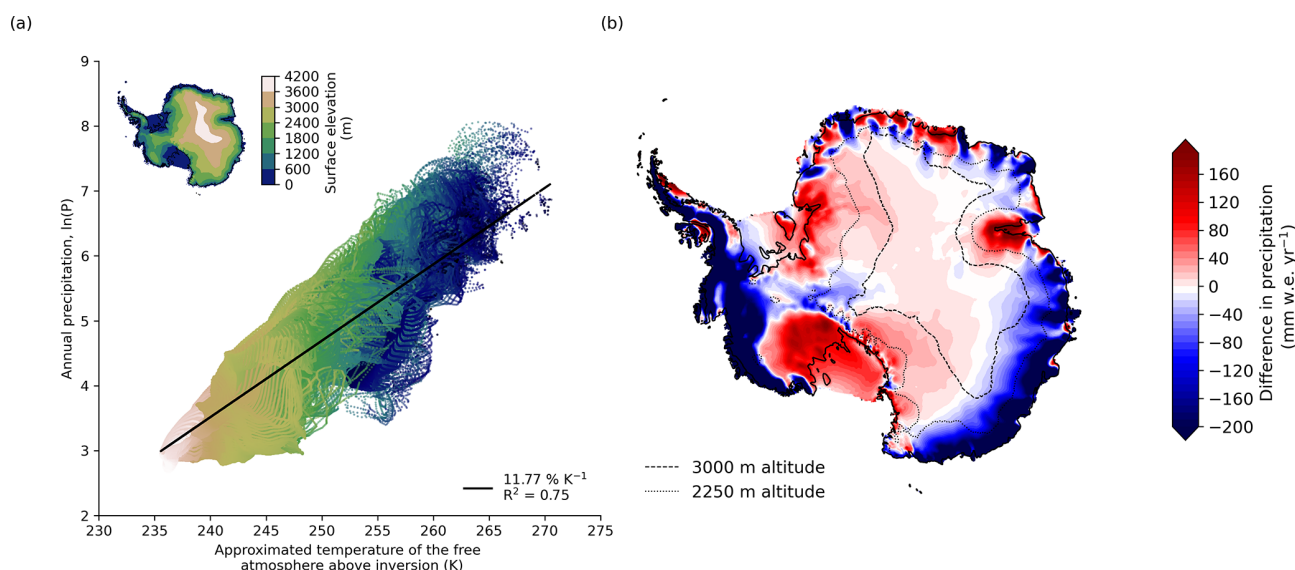 (a)
(b)
9
8
7
6
5
4
3
2
Annual precipitation, ln(P)
230
235
240
245
250
255
260
265
270
275
Approximated temperature of the free
atmosphere above inversion (K)
4200
3600
3000
2400
1800
1200
600
0
Surface elevation
(m)
11.77 % K⁻¹
R² = 0.75
3000 m altitude
2250 m altitude
160
120
80
40
0
−40
−80
−120
−160
−200
Difference in precipitation
(mm w.e. yr⁻¹)